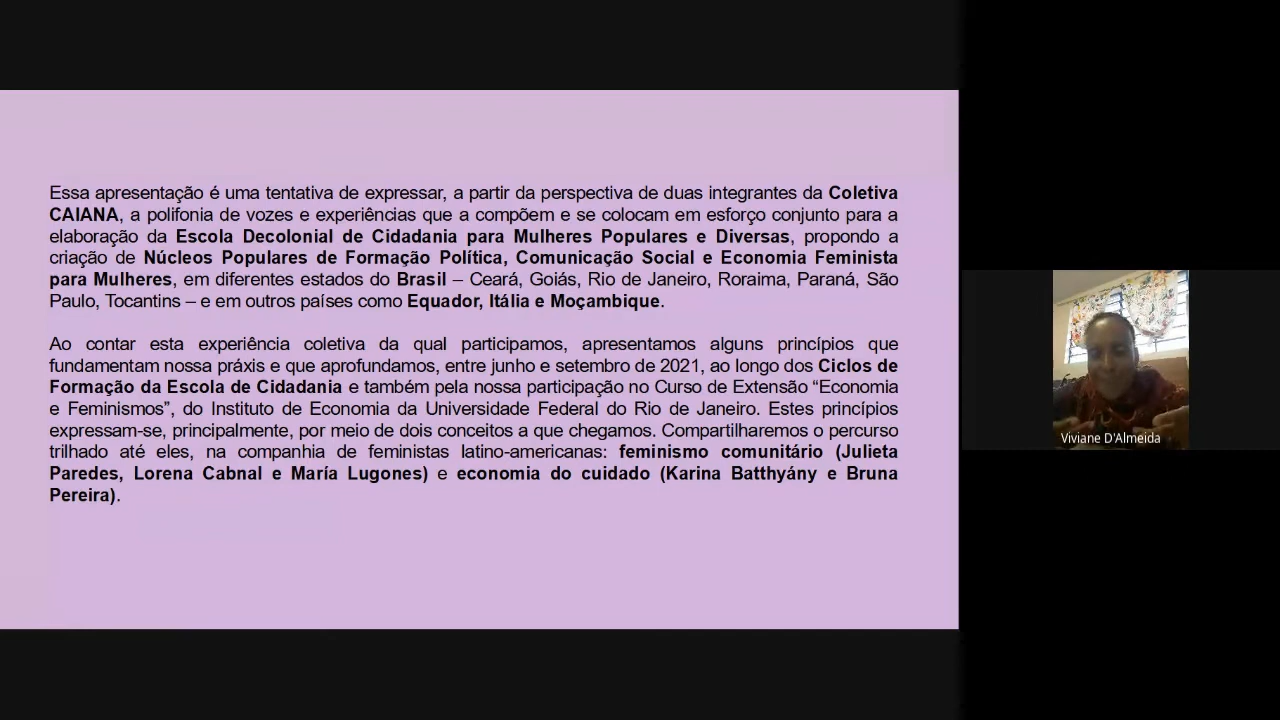 Essa apresentação é uma tentativa de expressar, a partir da perspectiva de duas integrantes da Coletiva
CAIANA, a polifonia de vozes e experiências que a compõem e se colocam em esforço conjunto para a
elaboração da Escola Decolonial de Cidadania para Mulheres Populares e Diversas, propondo a
criação de Núcleos Populares de Formação Política, Comunicação Social e Economia Feminista
para Mulheres, em diferentes estados do Brasil – Ceará, Goiás, Rio de Janeiro, Roraima, Paraná, São
Paulo, Tocantins – e em outros países como Equador, Itália e Moçambique.
Ao contar esta experiência coletiva da qual participamos, apresentamos alguns princípios que
fundamentam nossa práxis e que aprofundamos, entre junho e setembro de 2021, ao longo dos Ciclos de
Formação da Escola de Cidadania e também pela nossa participação no Curso de Extensão “Economia
e Feminismos”, do Instituto de Economia da Universidade Federal do Rio de Janeiro. Estes princípios
expressam-se, principalmente, por meio de dois conceitos a que chegamos. Compartilharemos o percurso
trilhado até eles, na companhia de feministas latino-americanas: feminismo comunitário (Julieta
Paredes, Lorena Cabnal e María Lugones) e economia do cuidado (Karina Batthyány e Bruna
Pereira).
Viviane D'Almeida